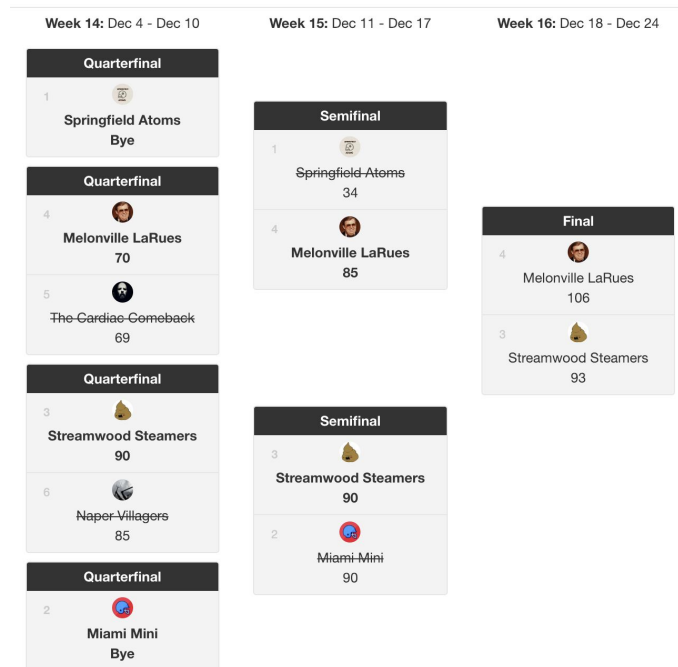 Week 14: Dec 4 - Dec 10
Week 15: Dec 11 - Dec 17
Week 16: Dec 18 - Dec 24
Quarterfinal
1
Springfield Atoms
Bye
Quarterfinal
4
Melonville LaRues
70
5
The Cardiac Comeback
69
Quarterfinal
3
Streamwood Steamers
90
6
Naper Villagers
85
Quarterfinal
2
Miami Mini
Bye
Semifinal
1
Springfield Atoms
34
4
Melonville LaRues
85
Semifinal
3
Streamwood Steamers
90
2
Miami Mini
90
Final
4
Melonville LaRues
106
3
Streamwood Steamers
93